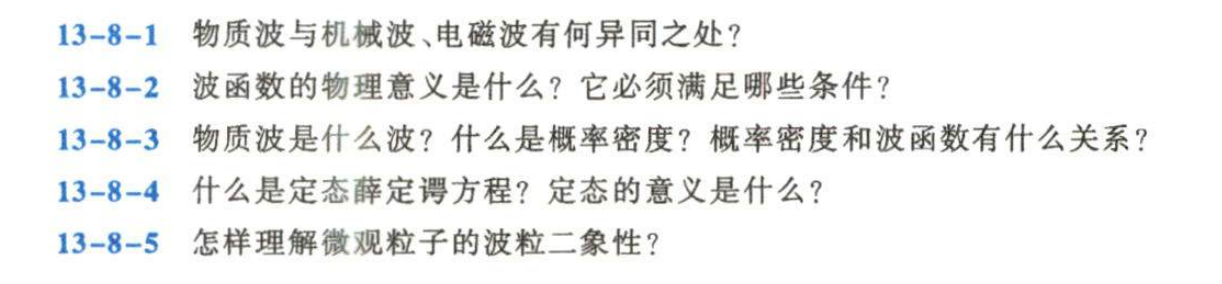 13-8-1 物质波与机械波、电磁波有何异同之处?
13-8-2 波函数的物理意义是什么? 它必须满足哪些条件?
13-8-3 物质波是什么波? 什么是概率密度? 概率密度和波函数有什么关系?
13-8-4 什么是定态薛定谔方程? 定态的意义是什么?
13-8-5 怎样理解微观粒子的波粒二象性?